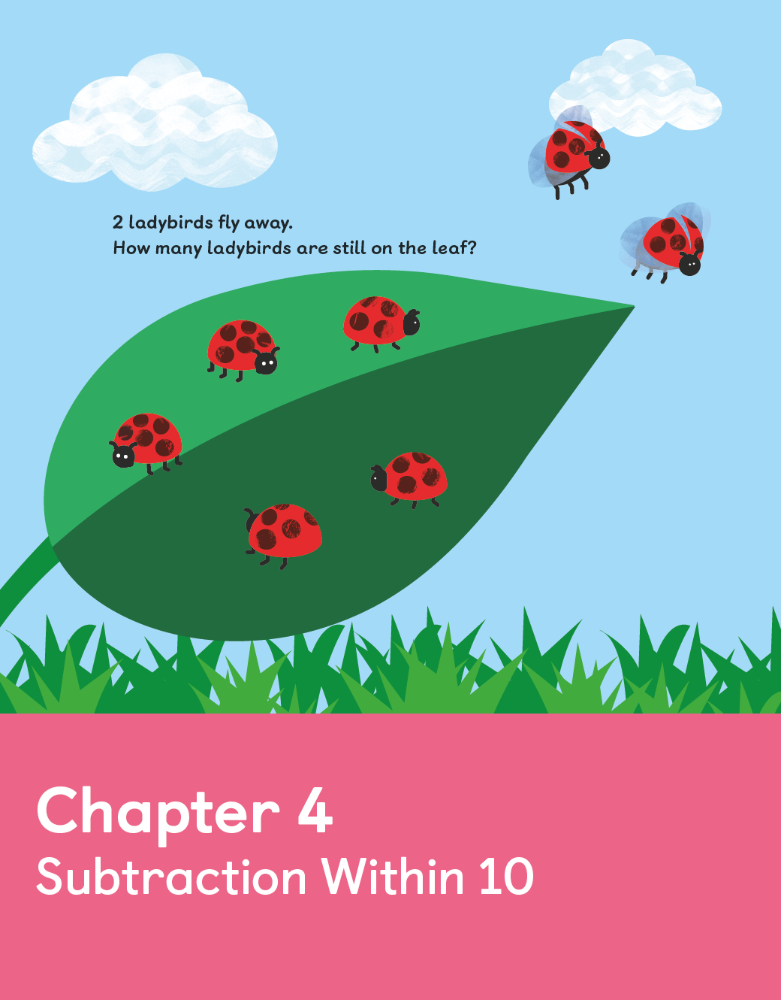 2 ladybirds fly away.
How many ladybirds are still on the leaf?
Chapter 4
Subtraction Within 10